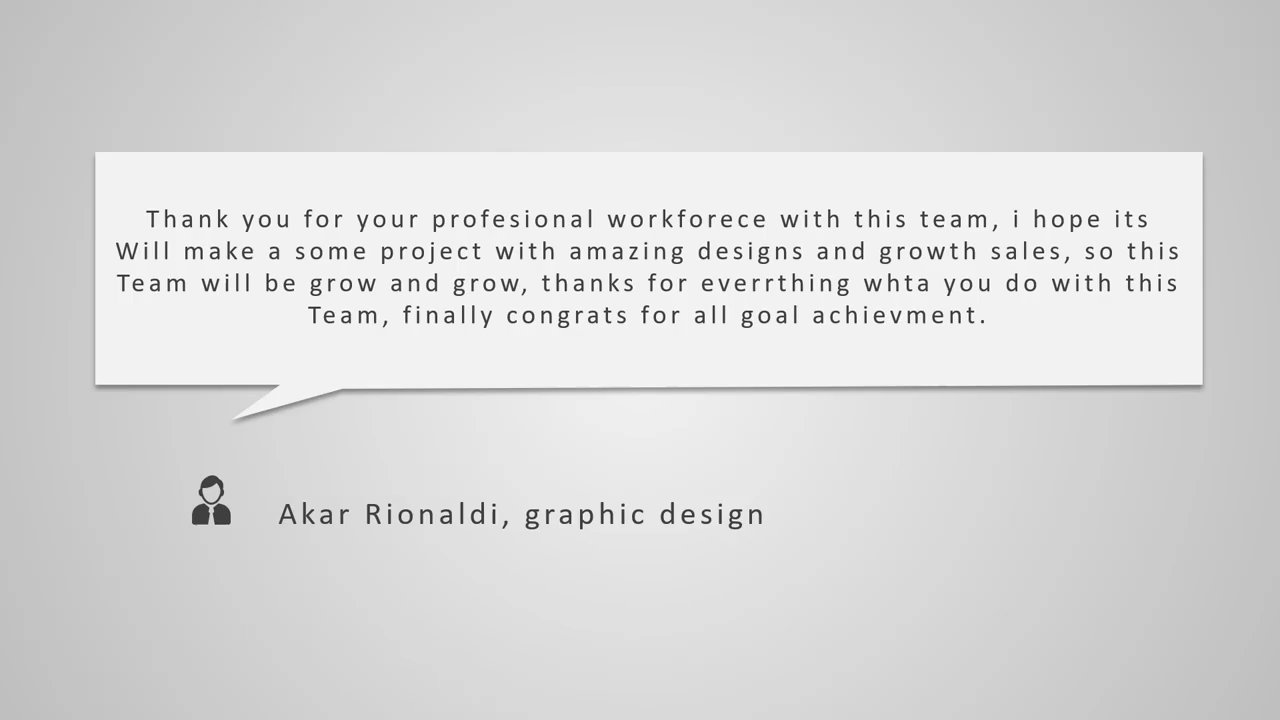 Thank you for your profesional workforece with this team, i hope its
Will make a some project with amazing designs and growth sales, so this
Team will be grow and grow, thanks for everrthing whta you do with this
Team, finally congrats for all goal achievment.
Akar Rionaldi, graphic design